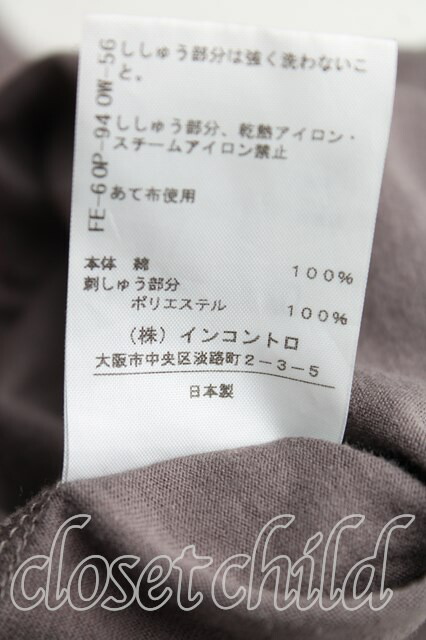 ししゅう部分は強く洗わないこ
と。
ししゅう部分、乾熱アイロン・
スチームアイロン禁止
あて布使用
FE-60P-940W-56
本体 綿 100%
刺しゅう部分
ポリエステル 100%
(株)インコントロ
大阪市中央区淡路町2-3-5
日本製
closet child